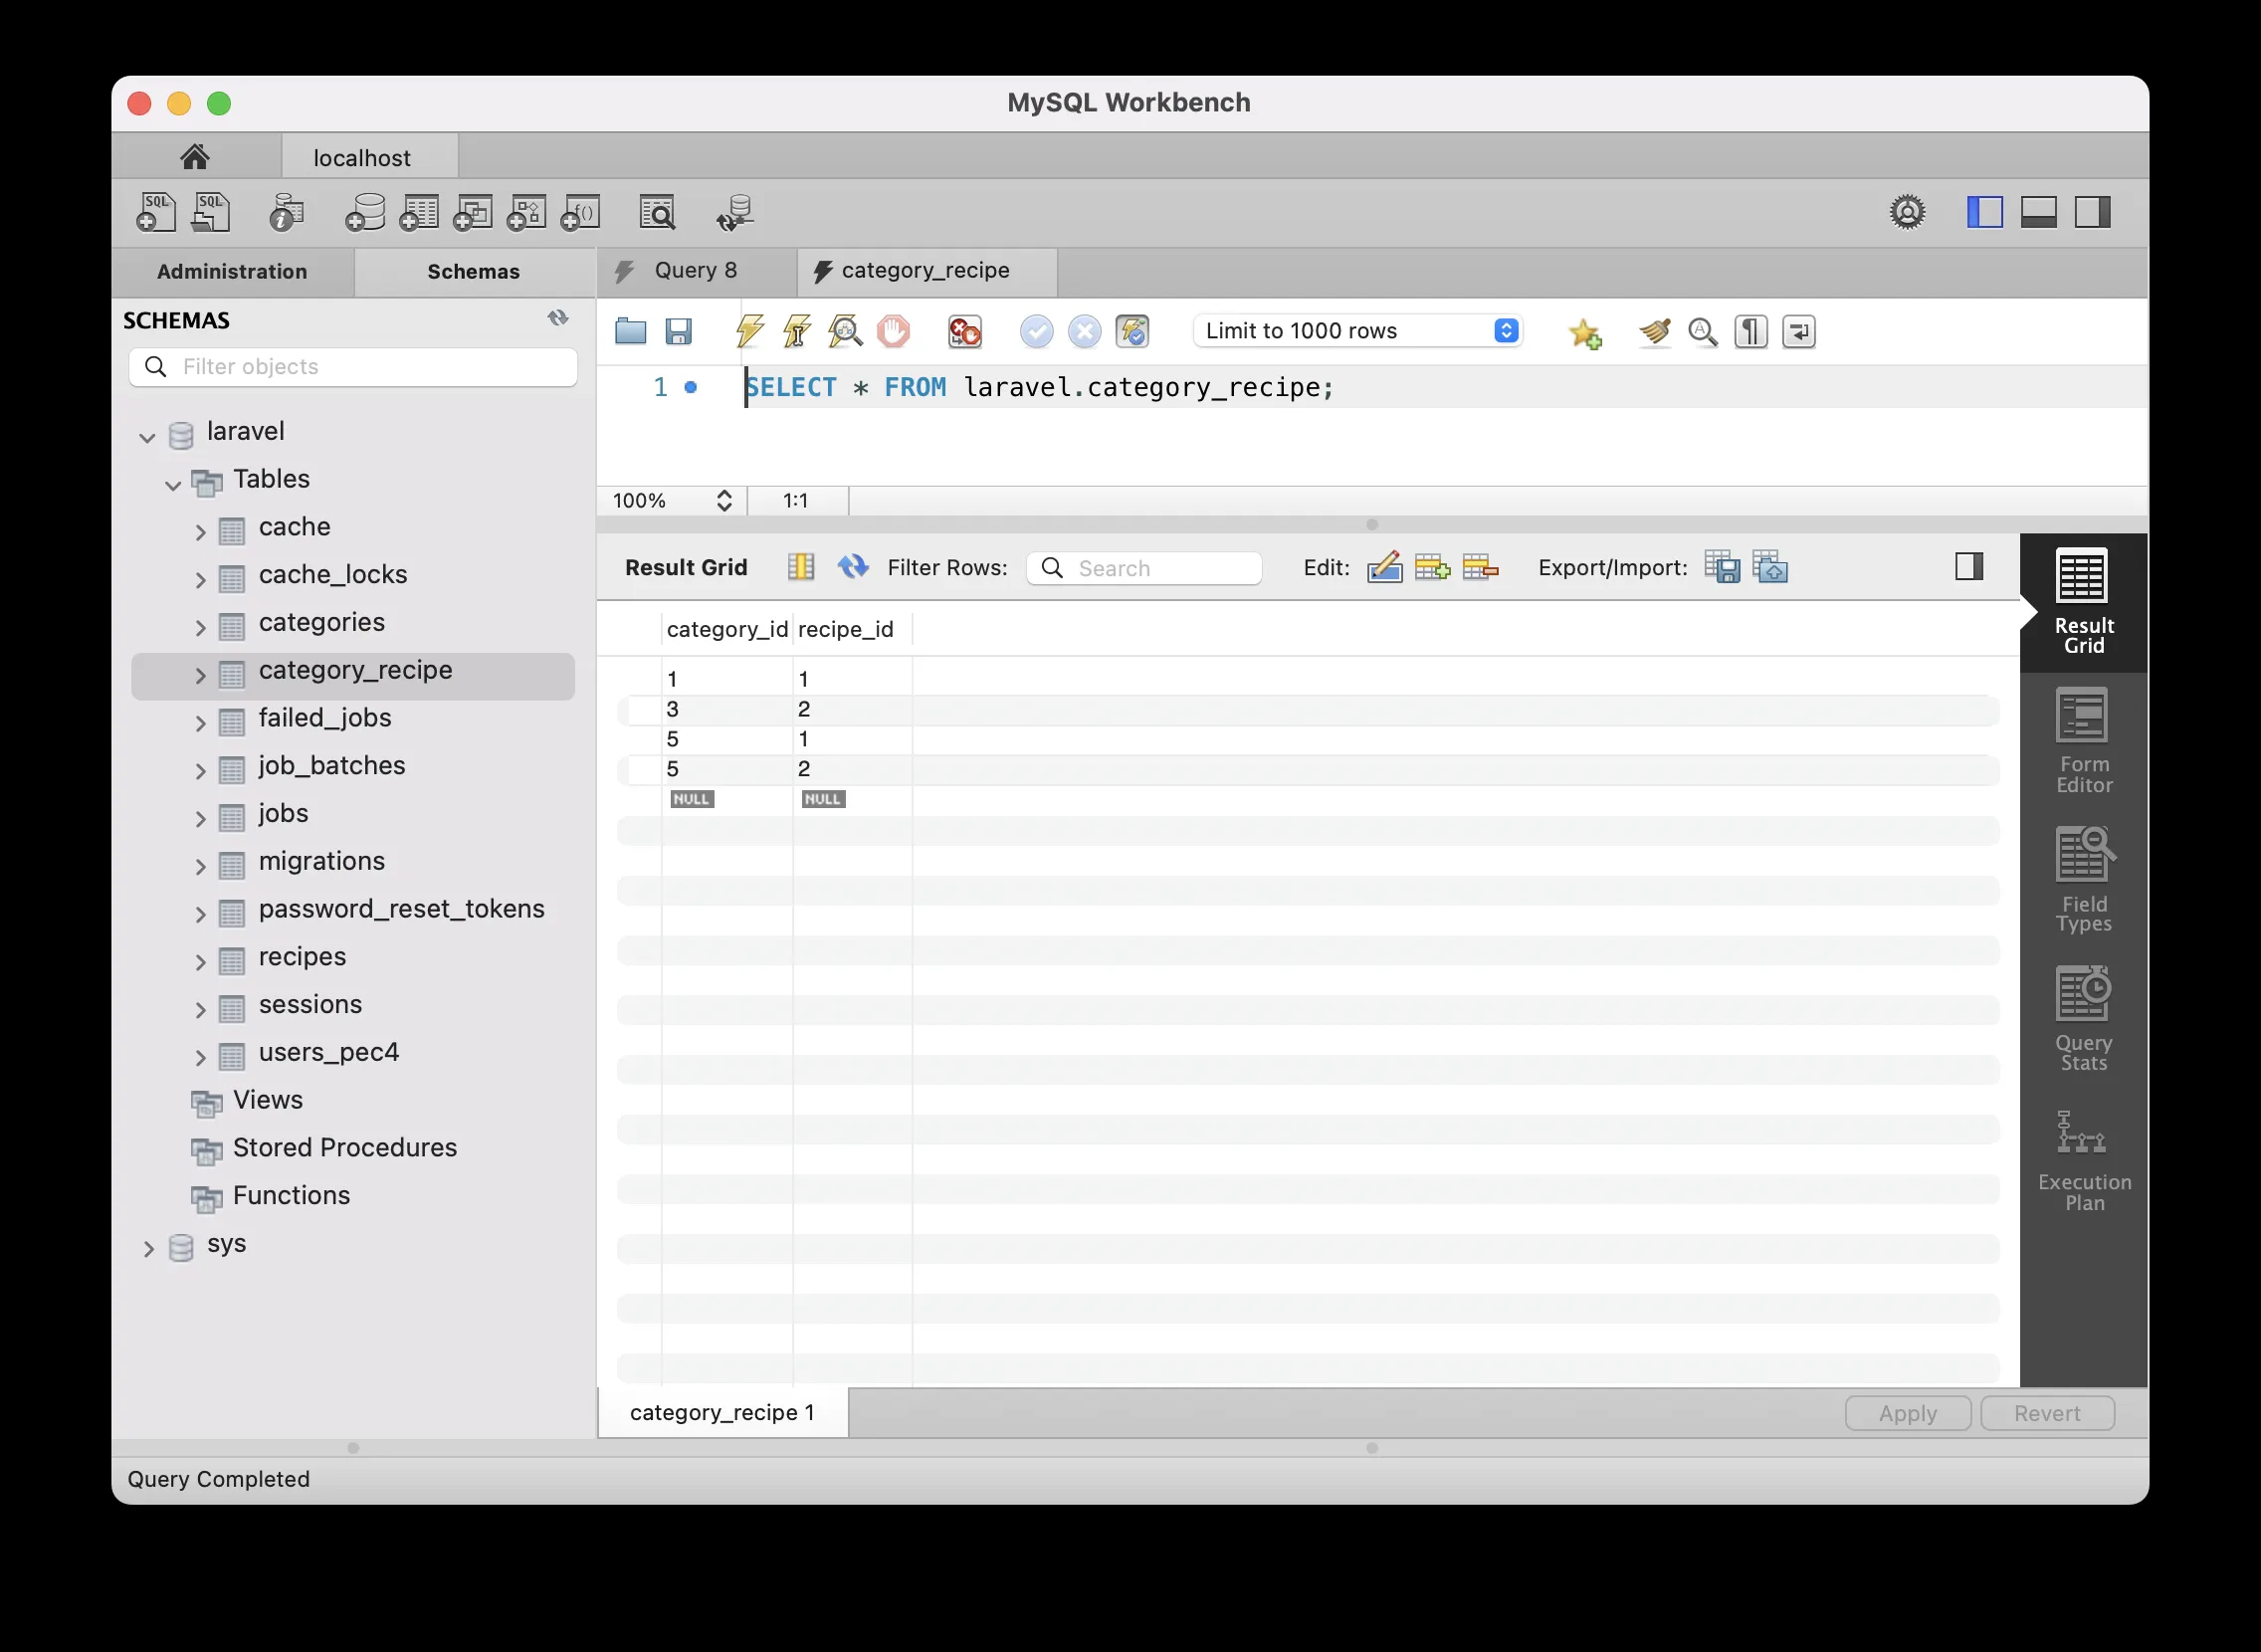 MySQL Workbench
localhost
SQL SQL
Administration Schemas
Query 8 category_recipe
SCHEMAS
Filter objects
Limit to 1000 rows
1 SELECT * FROM laravel.category_recipe;
laravel
Tables
cache
cache_locks
categories
category_recipe
failed_jobs
job_batches
jobs
migrations
password_reset_tokens
recipes
sessions
users_pec4
Views
Stored Procedures
Functions
sys
100% 1:1
Result Grid Filter Rows: Search Edit: Export/Import:
category_id recipe_id
1 1
3 2
5 1
5 2
NULL NULL
Result
Grid
Form
Editor
Field
Types
Query
Stats
Execution
Plan
category_recipe 1 Apply Revert
Query Completed